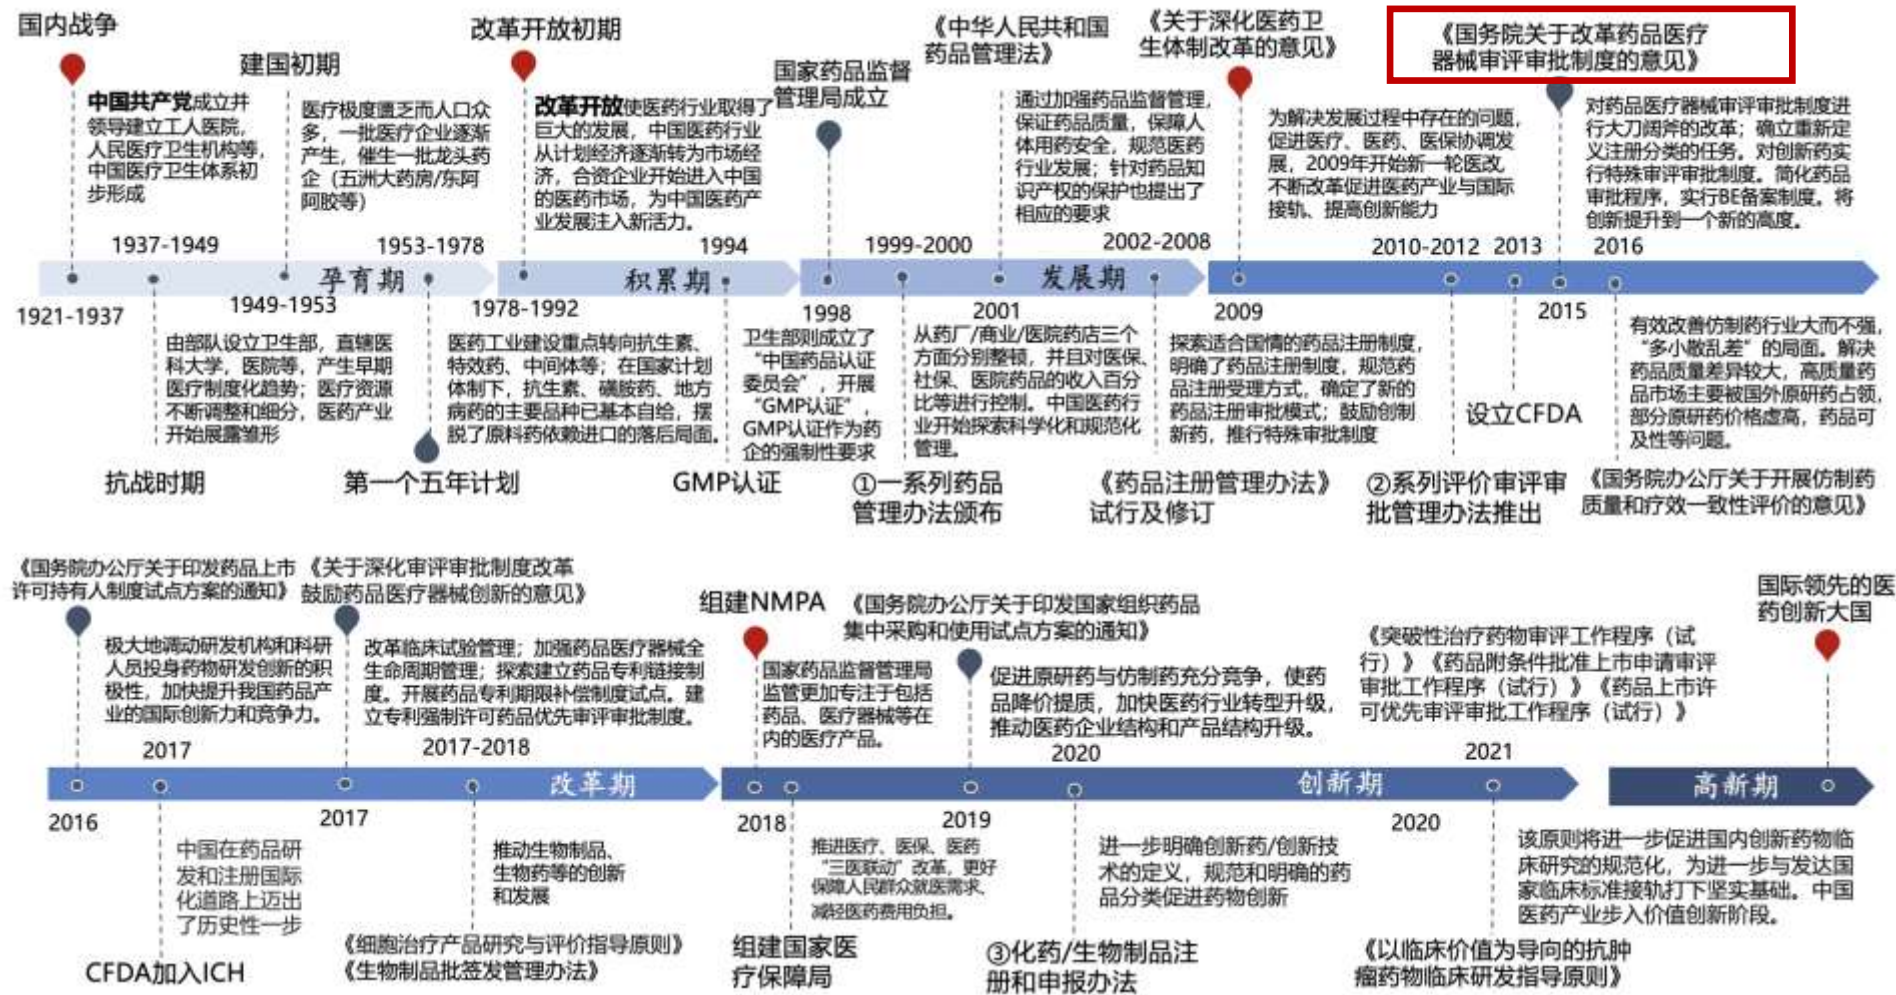 国内战争
中国共产党成立并
领导建立工人医院，
人民医疗卫生机构等，
中国医疗卫生体系初
步形成
1921-1937
1937-1949
由部队设立卫生部，直辖医
科大学，医院等，产生早期
医疗制度化趋势；医疗资源
不断调整和细分，医药产业
开始展露雏形
抗战时期
建国初期
医疗极度匮乏而人口众
多，一批医疗企业逐渐
产生，催生一批龙头药
企（五洲大药房/东阿
阿胶等）
1949-1953
孕育期
1953-1978
医药工业建设重点转向抗生素、
特效药、中间体等；在国家计划
体制下，抗生素、磺胺药、地方
病药的主要品种已基本自给，摆
脱了原料药依赖进口的落后局面。
第一个五年计划
改革开放初期
改革开放使医药行业取得了
巨大的发展，中国医药行业
从计划经济逐渐转为市场经
济，合资企业开始进入中国
的医药市场，为中国医药产
业发展注入新活力。
1978-1992
积累期
1994
GMP认证
国家药品监督
管理局成立
1998
卫生部则成立了
“中国药品认证
委员会”，开展
“GMP认证”，
GMP认证作为药
企的强制性要求
1999-2000
从药厂/商业/医院药店三个
方面分别整顿，并且对医保、
社保、医院药品的收入百分
比等进行控制。中国医药行
业开始探索科学化和规范化
管理。
①一系列药品
管理办法颁布
《中华人民共和国
药品管理法》
通过加强药品监督管理，
保证药品质量，保障人
体用药安全，规范医药
行业发展；针对药品知
识产权的保护也提出了
相应的要求
2001
发展期
2002-2008
探索适合国情的药品注册制度，
明确了药品注册制度，规范药
品注册受理方式，确定了新的
药品注册审批模式；鼓励创制
新药，推行特殊审批制度
《药品注册管理办法》
试行及修订
《关于深化医药卫
生体制改革的意见》
为解决发展过程中存在的问题，
促进医疗、医药、医保协调发
展，2009年开始新一轮医改，
不断改革促进医药产业与国际
接轨、提高创新能力
2009
2010-2012
②系列评价审评审
批管理办法推出
2013
设立CFDA
《国务院关于改革药品医疗
器械审评审批制度的意见》
对药品医疗器械审评审批制度进
行大刀阔斧的改革；确立重新定
义注册分类的任务。对创新药实
行特殊审评审批制度。简化药品
审批程序，实行BE备案制度。将
创新提升到一个新的高度。
2015
2016
有效改善仿制药行业大而不强，
“多小散乱差”的局面。解决
药品质量差异较大，高质量药
品市场主要被国外原研药占领，
部分原研药价格虚高，药品可
及性等问题。
《国务院办公厅关于开展仿制药
质量和疗效一致性评价的意见》
《国务院办公厅关于印发药品上市
许可持有人制度试点方案的通知》
极大地调动研发机构和科研
人员投身药物研发创新的积
极性，加快提升我国药品产
业的国际创新力和竞争力。
2016
2017
中国在药品研
发和注册国际
化道路上迈出
了历史性一步
CFDA加入ICH
《关于深化审评审批制度改革
鼓励药品医疗器械创新的意见》
改革临床试验管理；加强药品医疗器械全
生命周期管理；探索建立药品专利链接制
度。开展药品专利期限补偿制度试点。建
立专利强制许可药品优先审评审批制度。
2017
2017-2018
改革期
推动生物制品、
生物药等的创新
和发展
《细胞治疗产品研究与评价指导原则》
《生物制品批签发管理办法》
组建NMPA
国家药品监督管理局
监管更加专注于包括
药品、医疗器械等在
内的医疗产品。
2018
推进医疗、医保、医药
“三医联动”改革，更好
保障人民群众就医需求、
减轻医药费用负担。
组建国家医
疗保障局
《国务院办公厅关于印发国家组织药品
集中采购和使用试点方案的通知》
促进原研药与仿制药充分竞争，使药
品降价提质，加快医药行业转型升级，
推动医药企业结构和产品结构升级。
2019
2020
进一步明确创新药/创新技
术的定义，规范和明确的药
品分类促进药物创新
③化药/生物制品注
册和申报办法
创新期
《突破性治疗药物审评工作程序（试
行）》《药品附条件批准上市申请审评
审批工作程序（试行）》《药品上市许
可优先审评审批工作程序（试行）》
2020
2021
该原则将进一步促进国内创新药物临
床研究的规范化，为进一步与发达国
家临床标准接轨打下坚实基础。中国
医药产业步入价值创新阶段。
《以临床价值为导向的抗肿
瘤药物临床研发指导原则》
国际领先的医
药创新大国
高新期